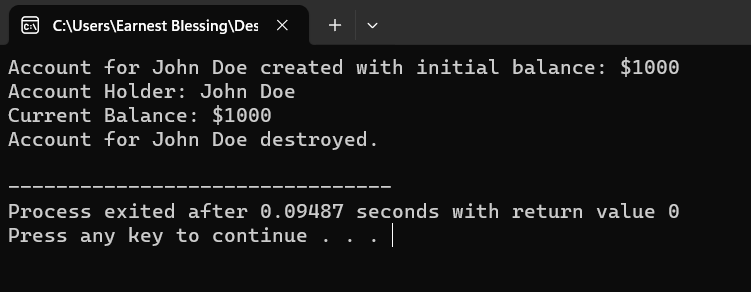 C:\Users\Earnest Blessing\Des
Account for John Doe created with initial balance: $1000
Account Holder: John Doe
Current Balance: $1000
Account for John Doe destroyed.
--------------------------------
Process exited after 0.09487 seconds with return value 0
Press any key to continue . . .